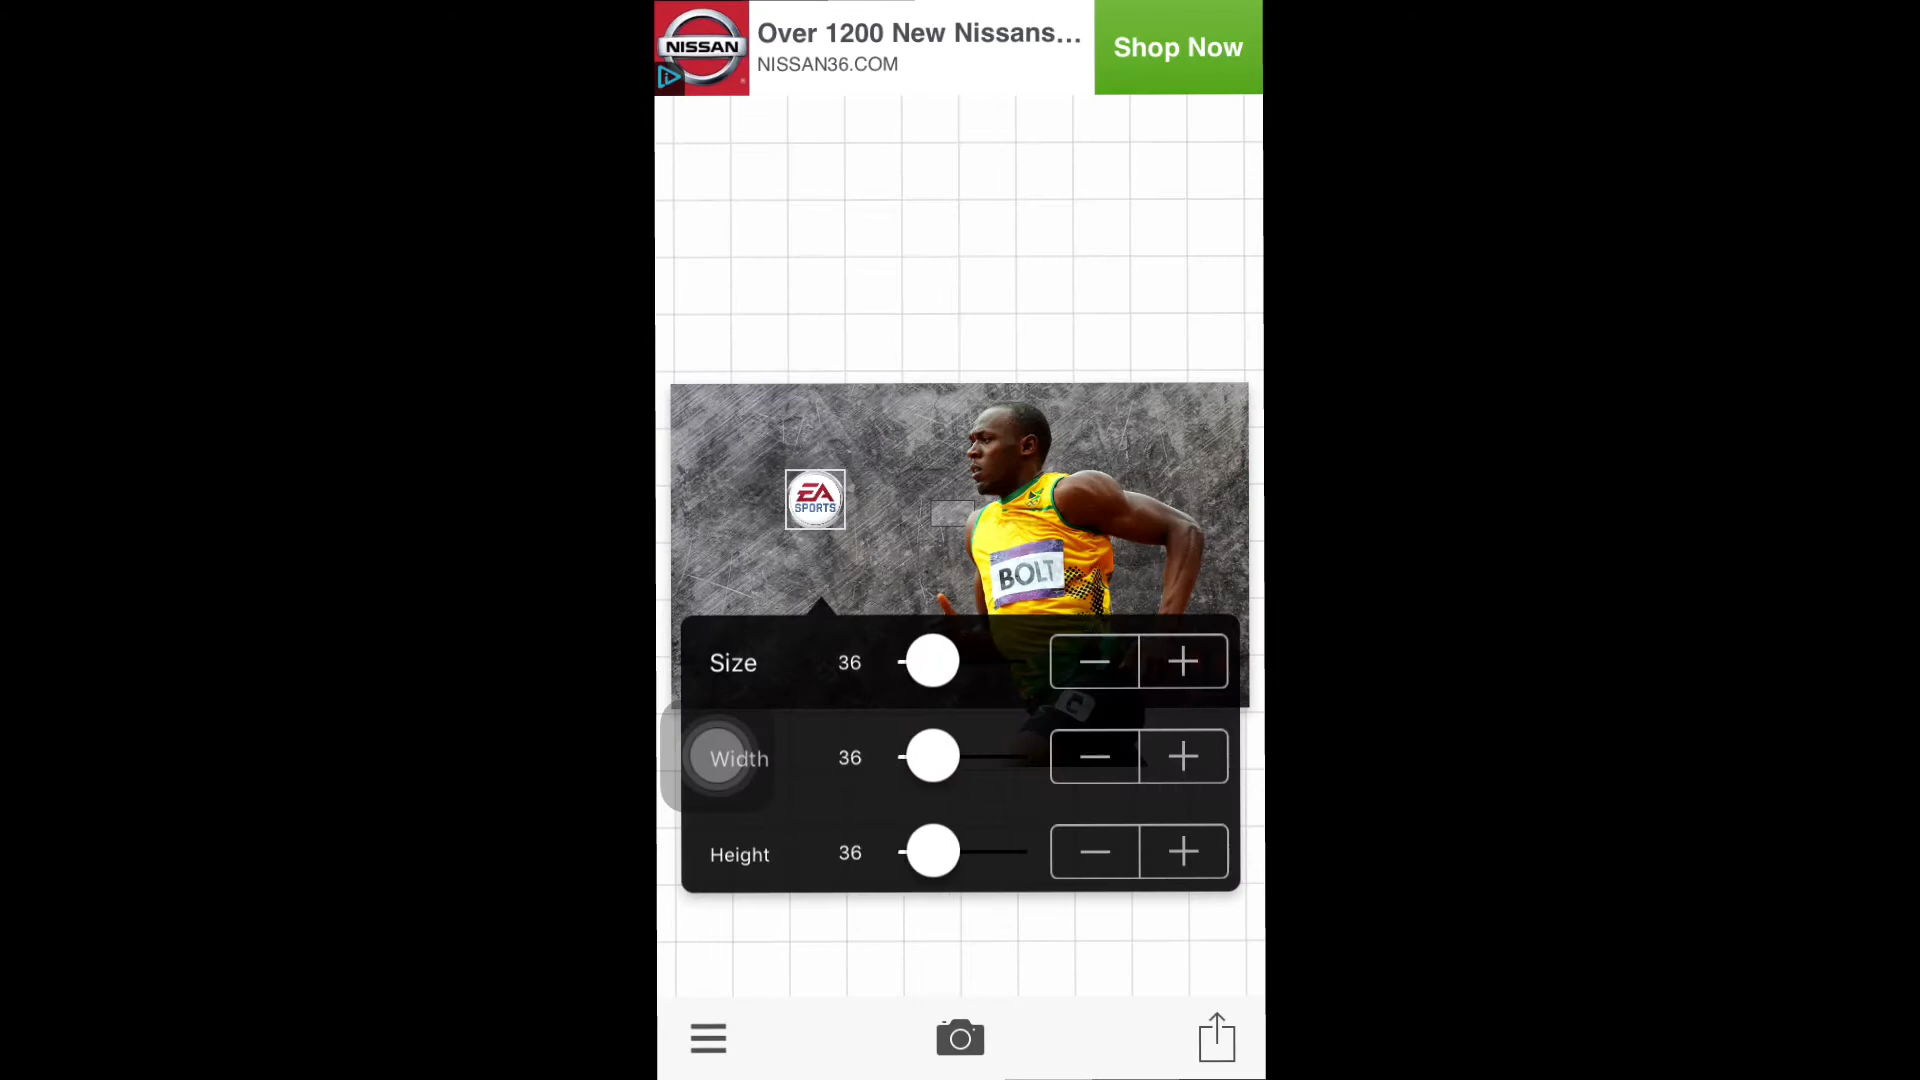 NISSAN
Over 1200 New Nissans...
NISSAN36.COM
Shop Now
EA
SPORTS
BOLT
Size 36
Width 36
Height 36